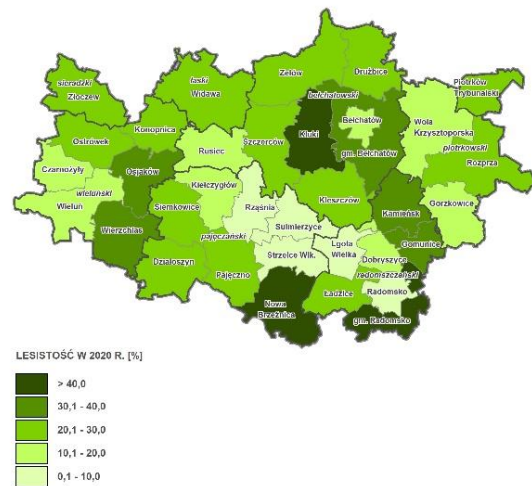 Zelów
Drużbice
sieradzki
Złoczew
łaski
Widawa
bełchatowski
Piotrków
Trybunalski
Bełchatów
Wola
Krzysztoporska
Ostrówek
Konopnica
Rusiec
Szczerców
Kluki
gm. Bełchatów
piotrkowski
Rozprza
Czarnożyły
Osjaków
wieluński
Wieluń
Kiełczygłów
Siemkowice
Rząśnia
Kleszczów
Kamieńsk
Gorzkowice
Sulmierzyce
Wierzchlas
pajęczański
Strzelce Wlk.
Lgota
Wielka
Gomunice
Dobryszyce
radomszczański
Działoszyn
Pajęczno
Nowa
Brzeźnica
Ładzice
Radomsko
gm. Radomsko
LESISTOŚĆ W 2020 R. [%]
> 40,0
30,1 - 40,0
20,1 - 30,0
10,1 - 20,0
0,1 - 10,0